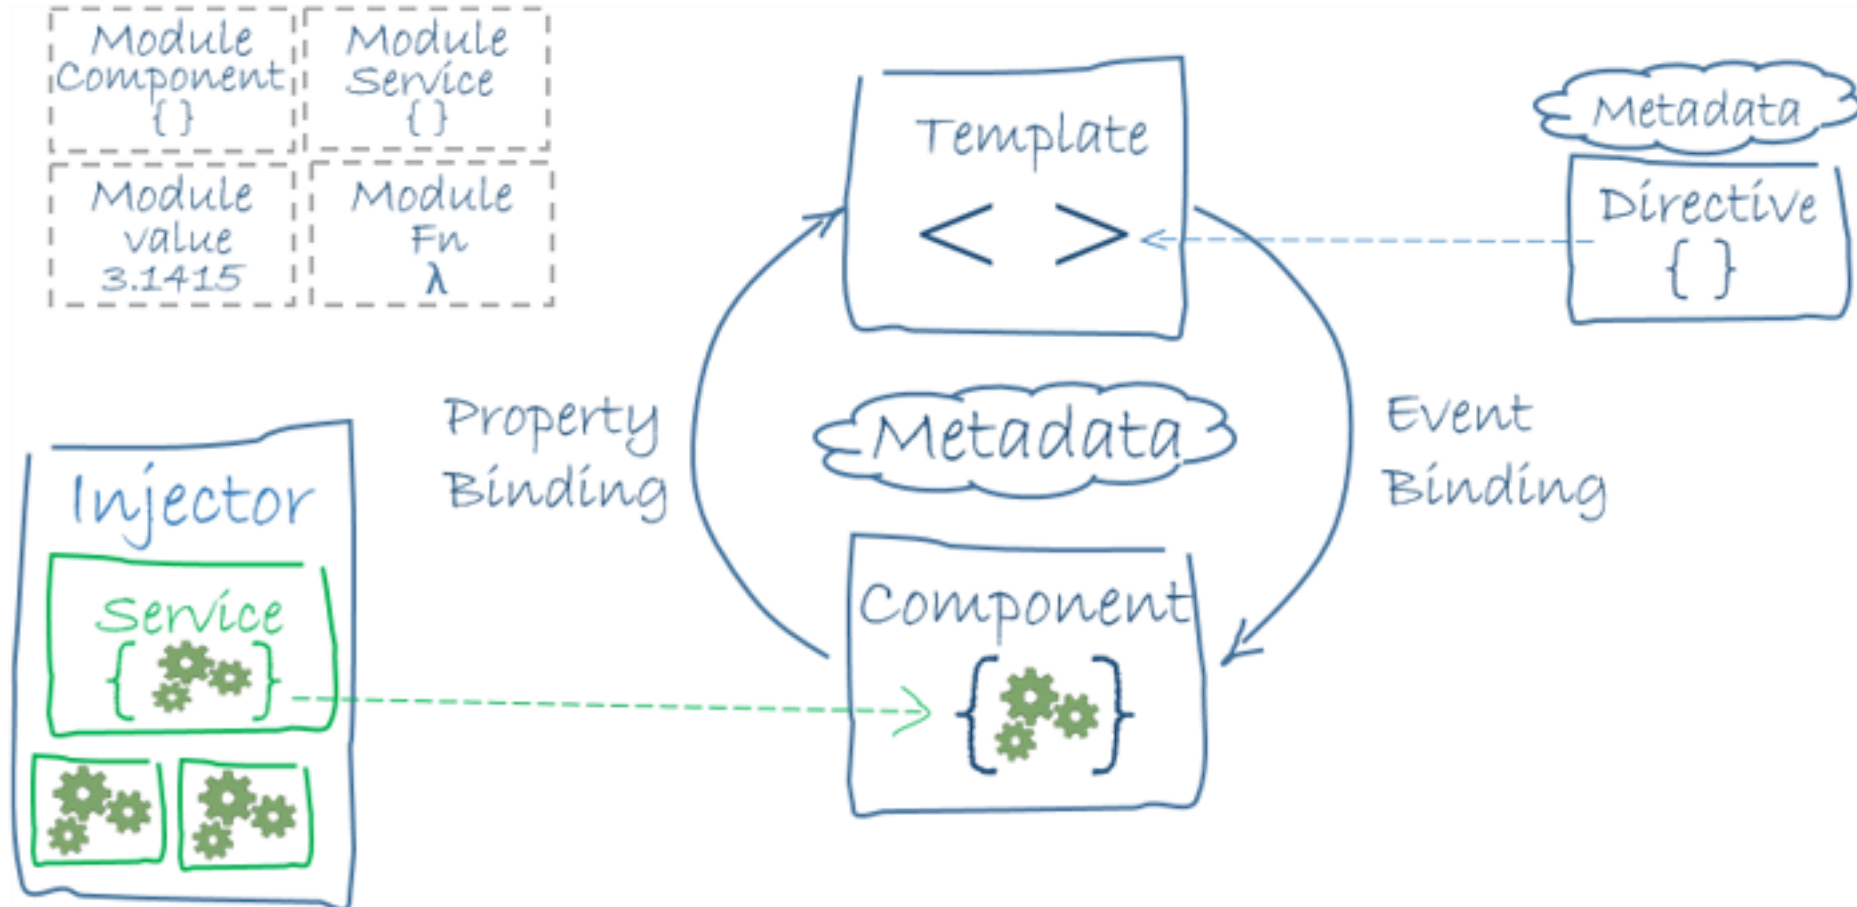 Module
Component
{ }
Module
Service
{ }
Module
value
3.1415
Module
Fn
λ
Template
< >
Metadata
Directive
{ }
Property
Binding
Metadata
Event
Binding
Injector
Service
{ }
Component
{ }